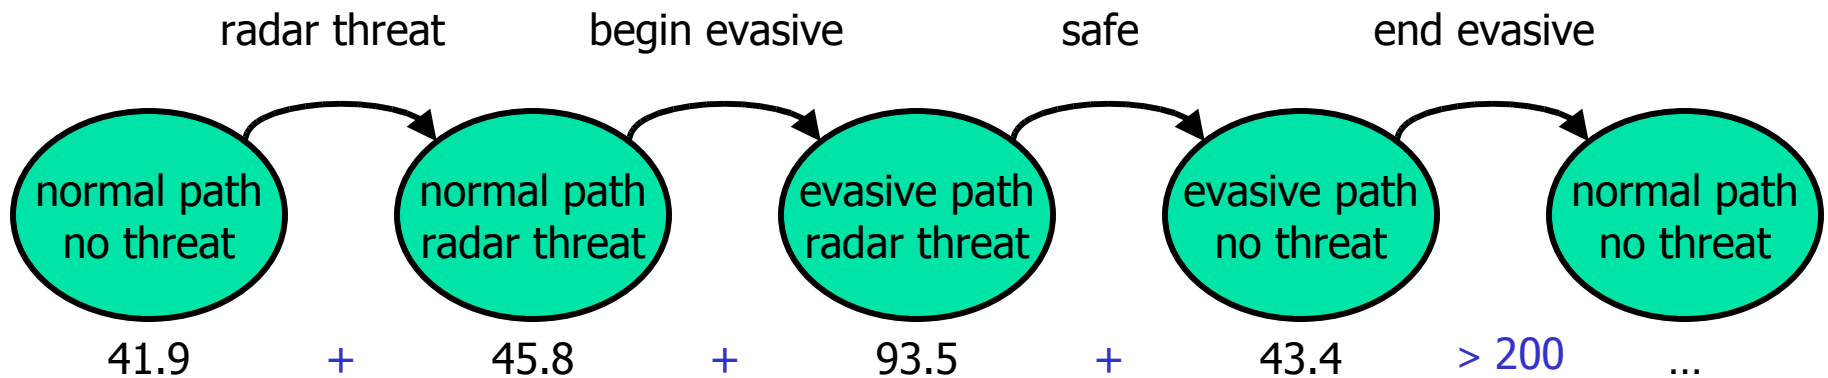 radar threat begin evasive safe end evasive
normal path normal path evasive path evasive path normal path
no threat radar threat radar threat no threat no threat
41.9 + 45.8 + 93.5 + 43.4 > 200 ...